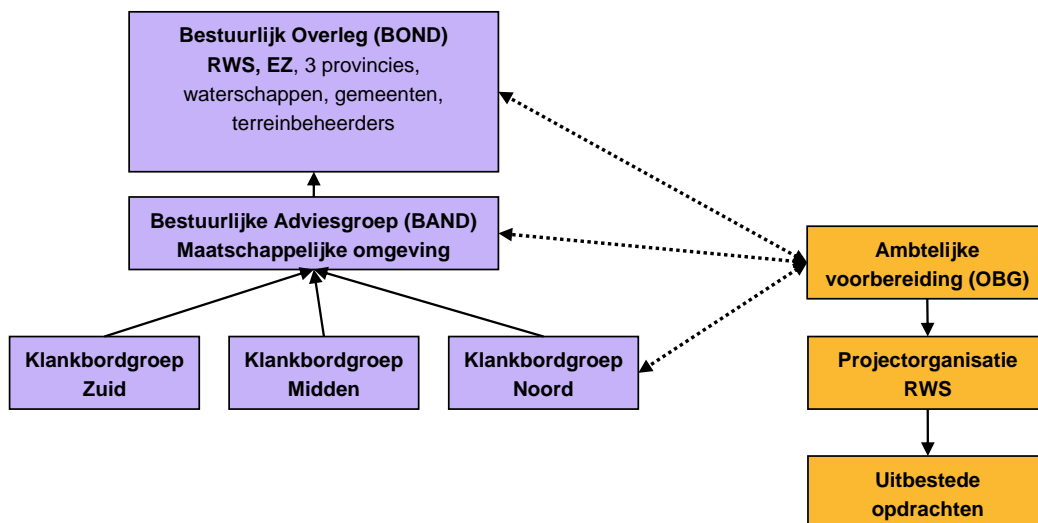 Bestuurlijk Overleg (BOND)
RWS, EZ, 3 provincies,
waterschappen, gemeenten,
terreinbeheerders
Bestuurlijke Adviesgroep (BAND)
Maatschappelijke omgeving
Ambtelijke
voorbereiding (OBG)
Klankbordgroep
Zuid
Klankbordgroep
Midden
Klankbordgroep
Noord
Projectorganisatie
RWS
Uitbestede
opdrachten